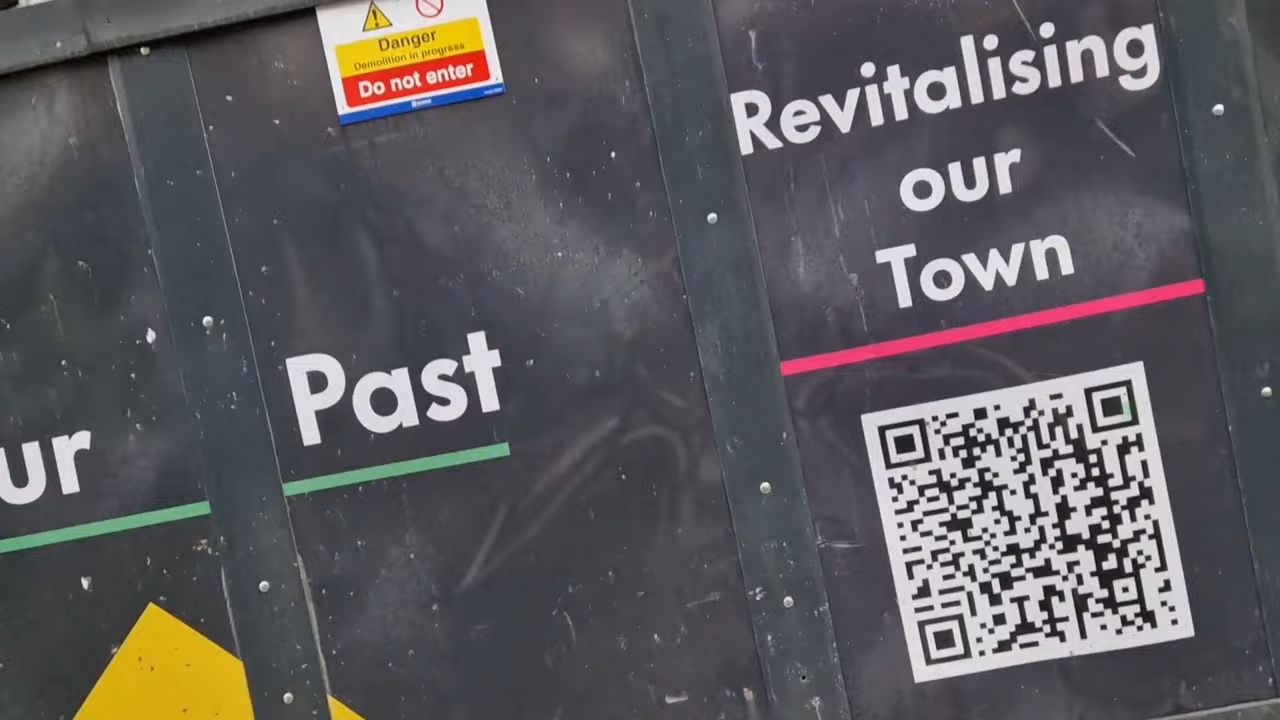 Danger
Demolition in progress
Do not enter
ur Past
Revitalising
our
Town